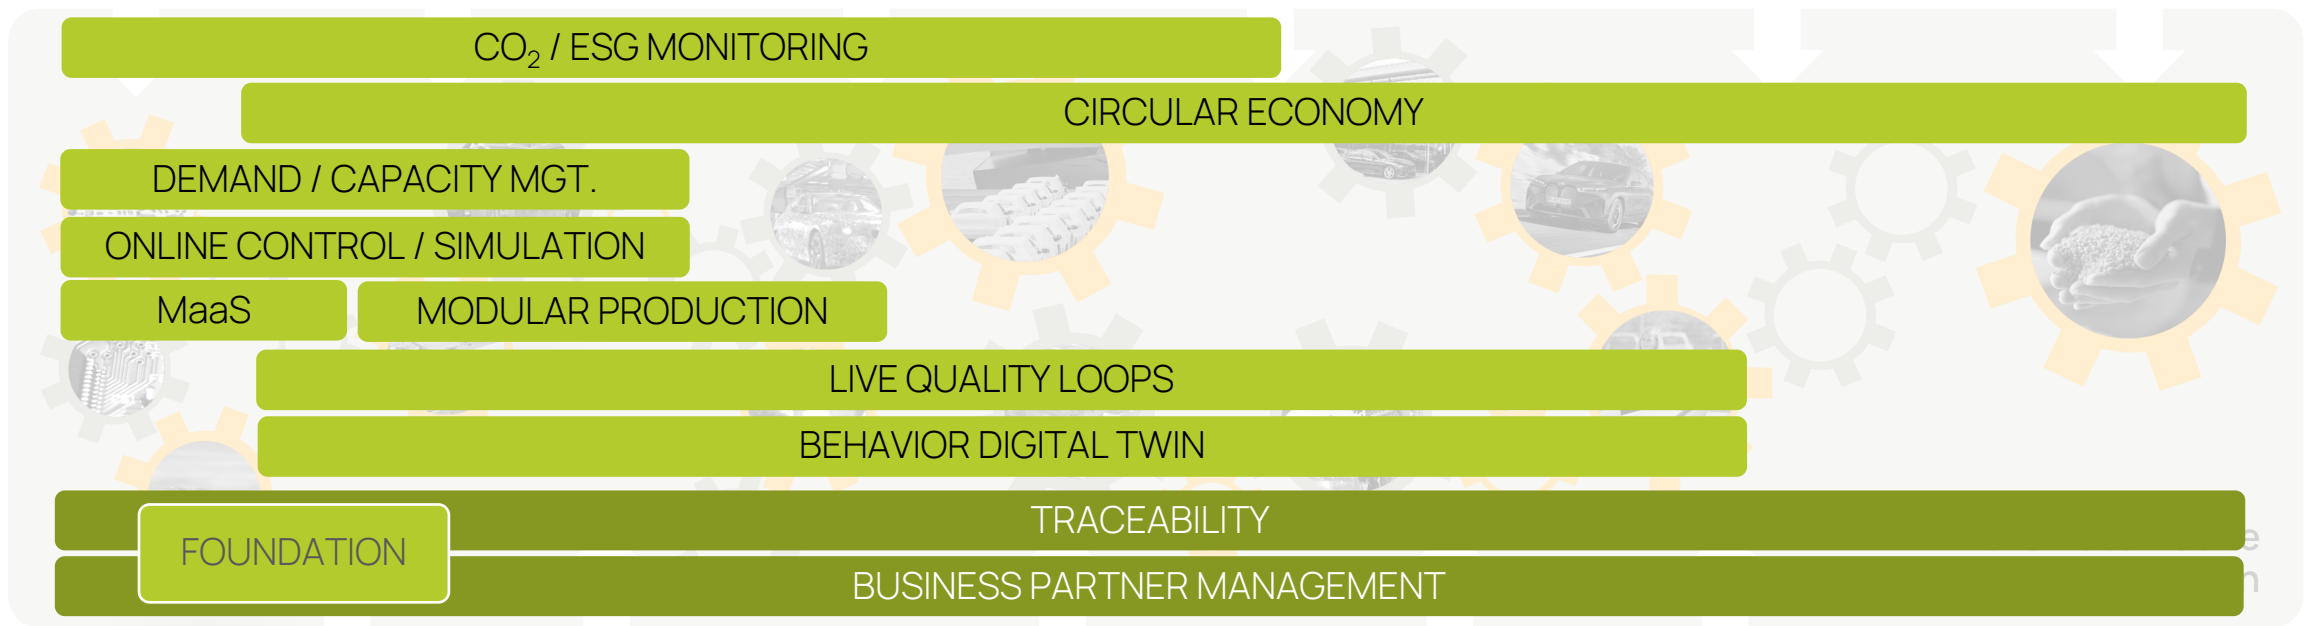 CO₂ / ESG MONITORING
CIRCULAR ECONOMY
DEMAND / CAPACITY MGT.
ONLINE CONTROL / SIMULATION
MaaS
MODULAR PRODUCTION
LIVE QUALITY LOOPS
BEHAVIOR DIGITAL TWIN
TRACEABILITY
FOUNDATION
BUSINESS PARTNER MANAGEMENT